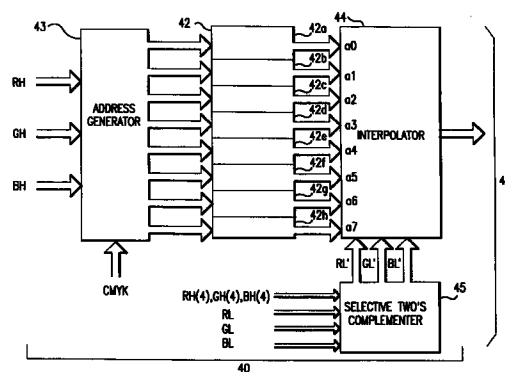 43
42
42a
44
42b
42c
42d
42e
42f
42g
42h
RH
GH
BH
ADDRESS
GENERATOR
a0
a1
a2
a3
a4
a5
a6
a7
INTERPOLATOR
4
CMYK
RL' GL' BL'
RH(4),GH(4),BH(4)
RL
GL
BL
SELECTIVE TWO'S
COMPLEMENTER
45
40